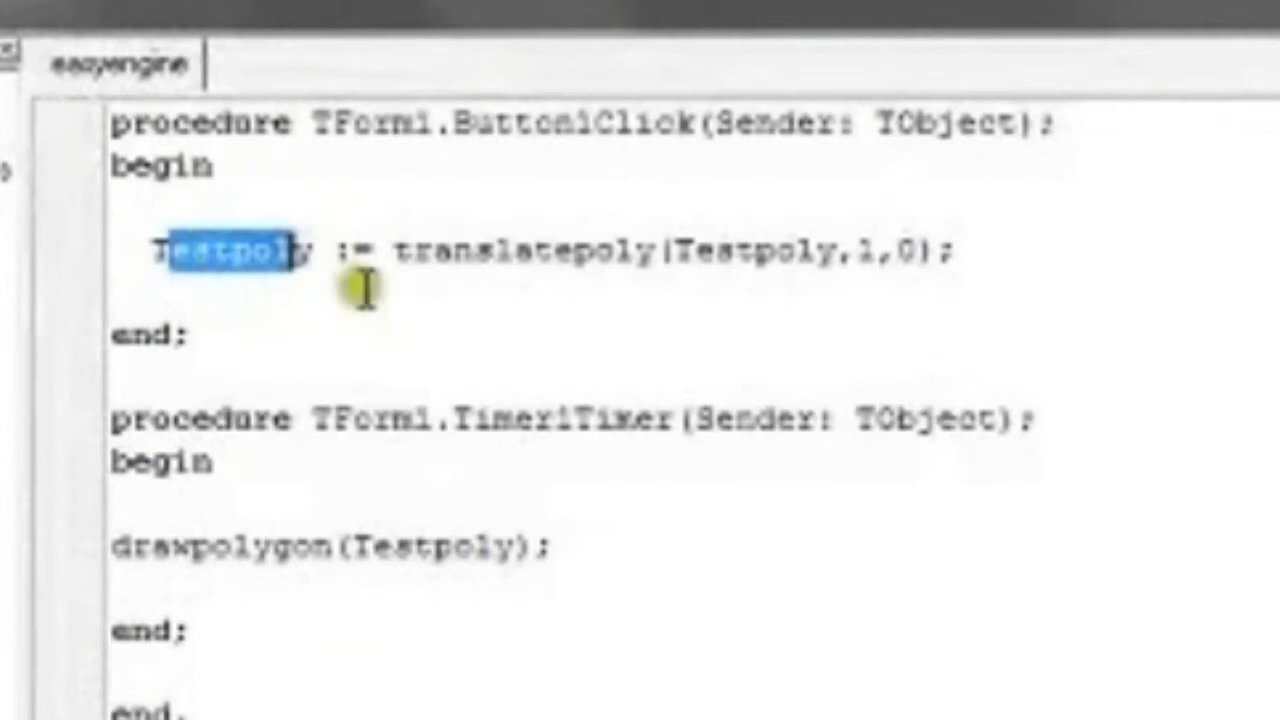 easyengine
procedure TForm1.Button1Click(Sender: TObject);
begin
Testpoly := translatepoly(Testpoly,1,0);
end;
procedure TForm1.Timer1Timer(Sender: TObject);
begin
drawpolygon(Testpoly);
end;
end.